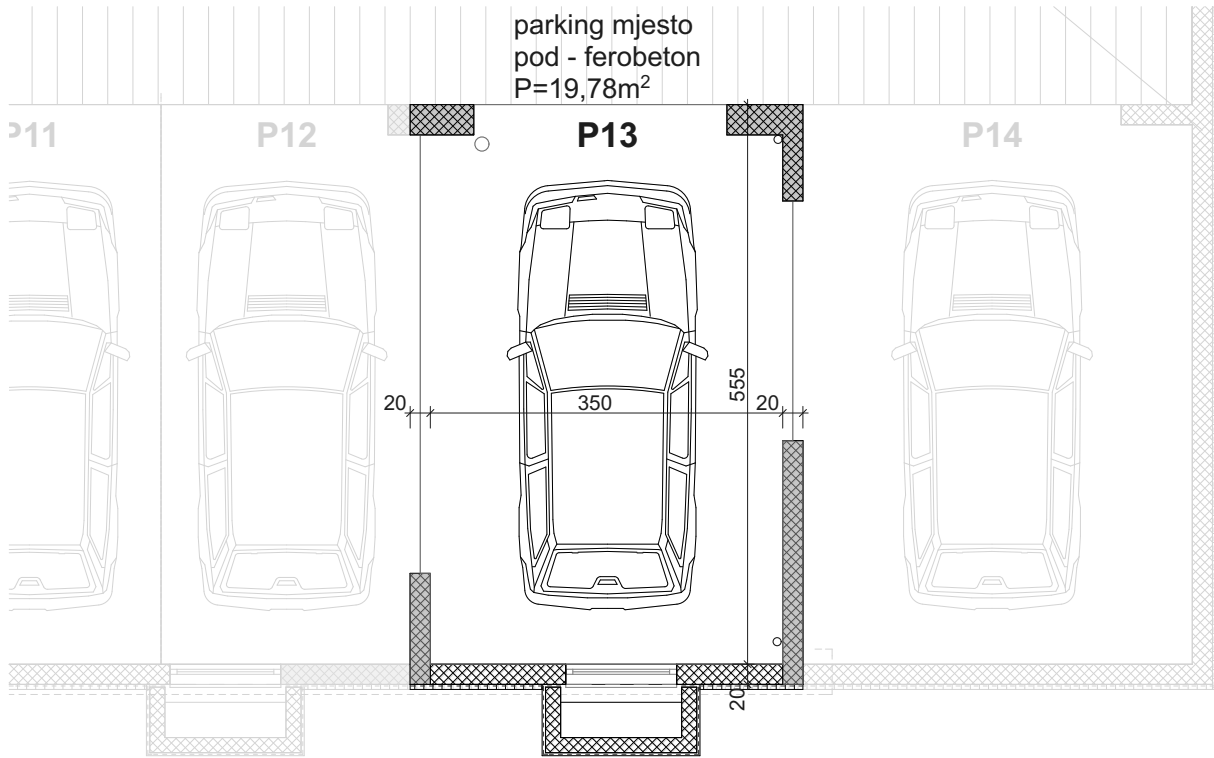 parking mjesto
pod - ferobeton
P=19,78m²
P11
P12
P13
P14
20
350
20
555
20